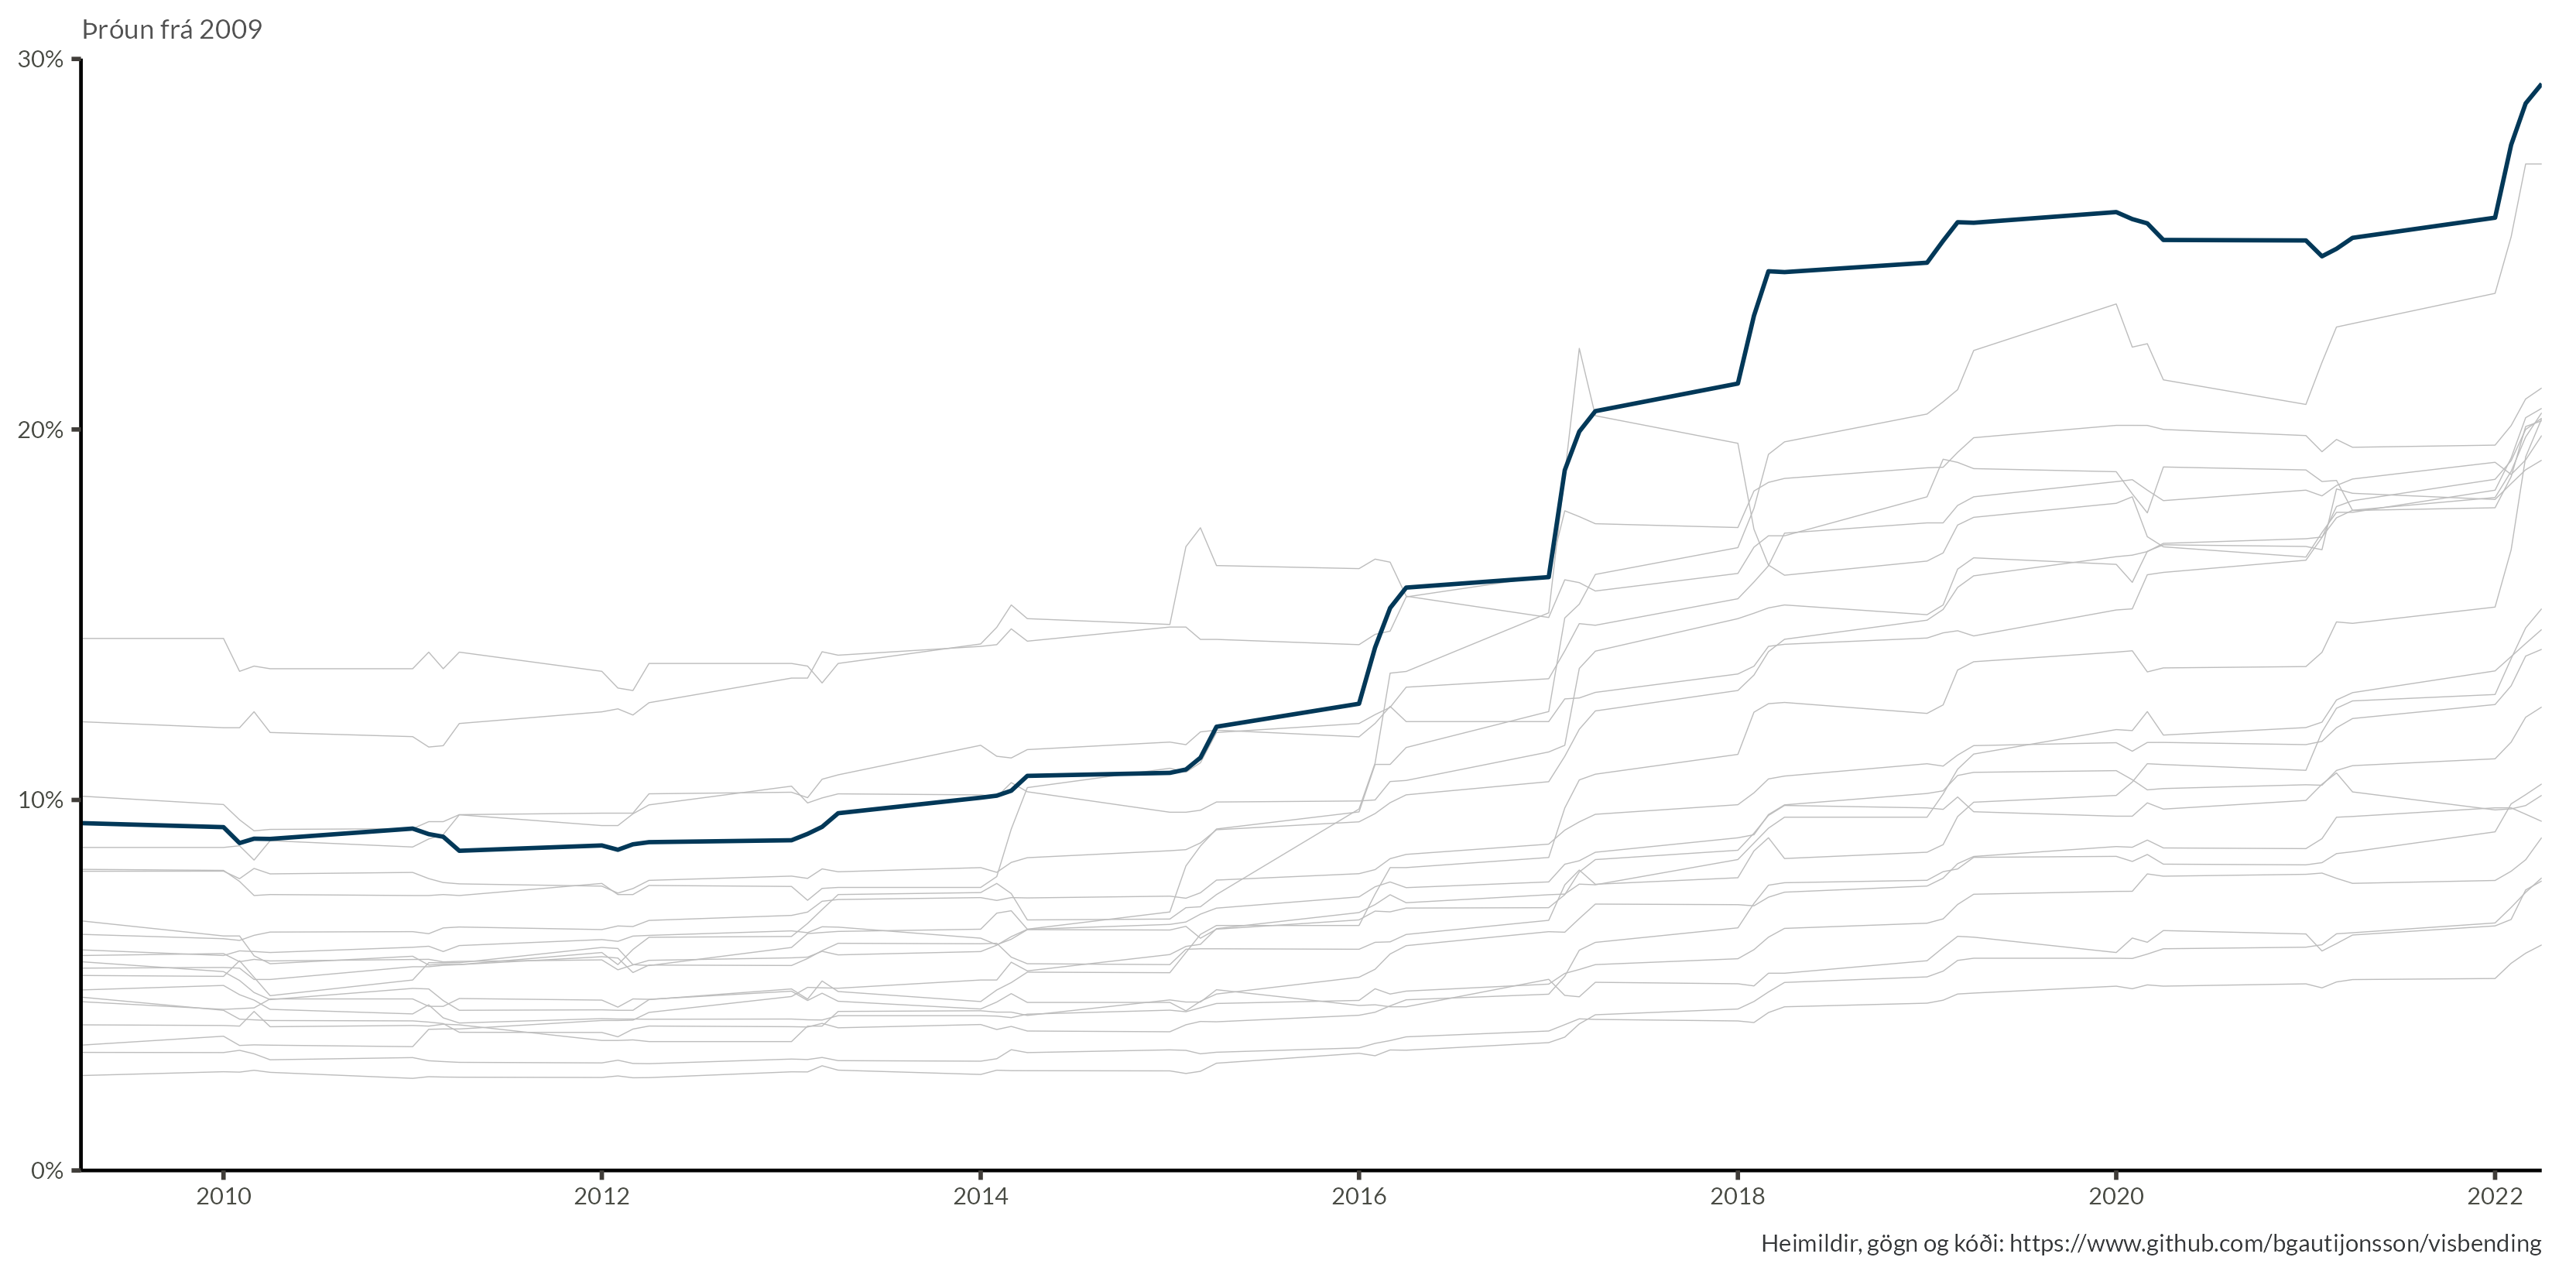 Þróun frá 2009
30%
20%
10%
0%
2010 2012 2014 2016 2018 2020 2022
Heimildir, gögn og kóði: https://www.github.com/bgautijonsson/visbending